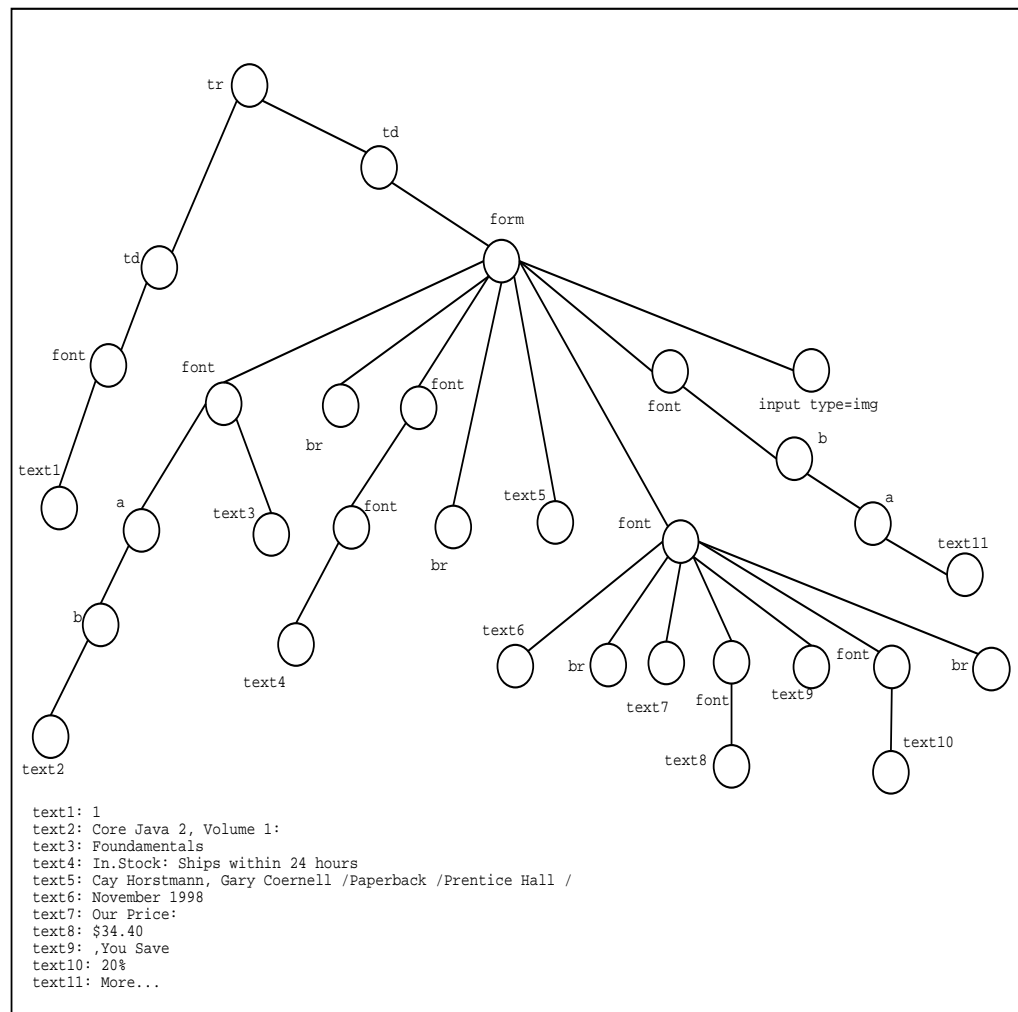 tr
td
form
td
font
font
font
font
input type=img
br
b
text1
a
text3
font
text5
a
br
font
text11
b
text6
br
font
br
text4
text7
font
text9
text10
text2
text8
text1: 1
text2: Core Java 2, Volume 1:
text3: Foundamentals
text4: In.Stock: Ships within 24 hours
text5: Cay Horstmann, Gary Coernell /Paperback /Prentice Hall /
text6: November 1998
text7: Our Price:
text8: $34.40
text9: ,You Save
text10: 20%
text11: More...